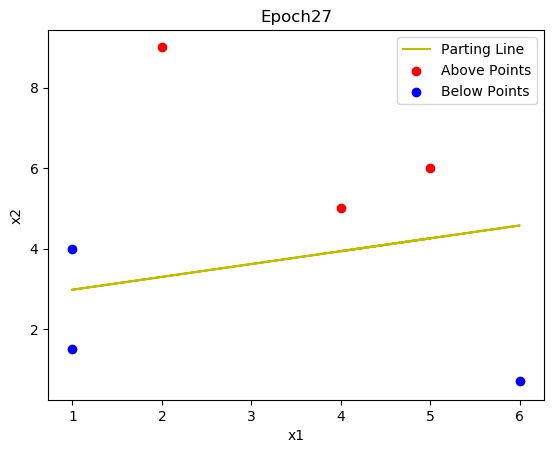 Epoch27
Parting Line
Above Points
Below Points
8
6
4
2
x2
1
2
3
4
5
6
x1